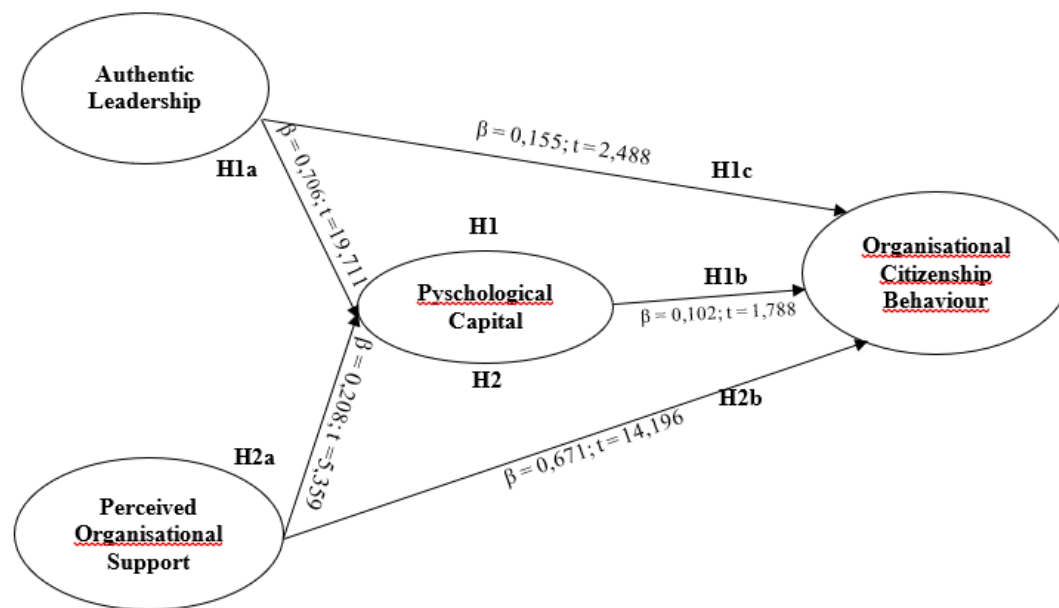 Authentic
Leadership
β = 0,155; t = 2,488
H1c
H1a
β = 0,706; t=19,711
H1
Organisational
Citizenship
Behaviour
Pyschological
Capital
H1b
β = 0,102; t = 1,788
H2
H2b
β = 0,208; t=5,359
β = 0,671; t = 14,196
H2a
Perceived
Organisational
Support